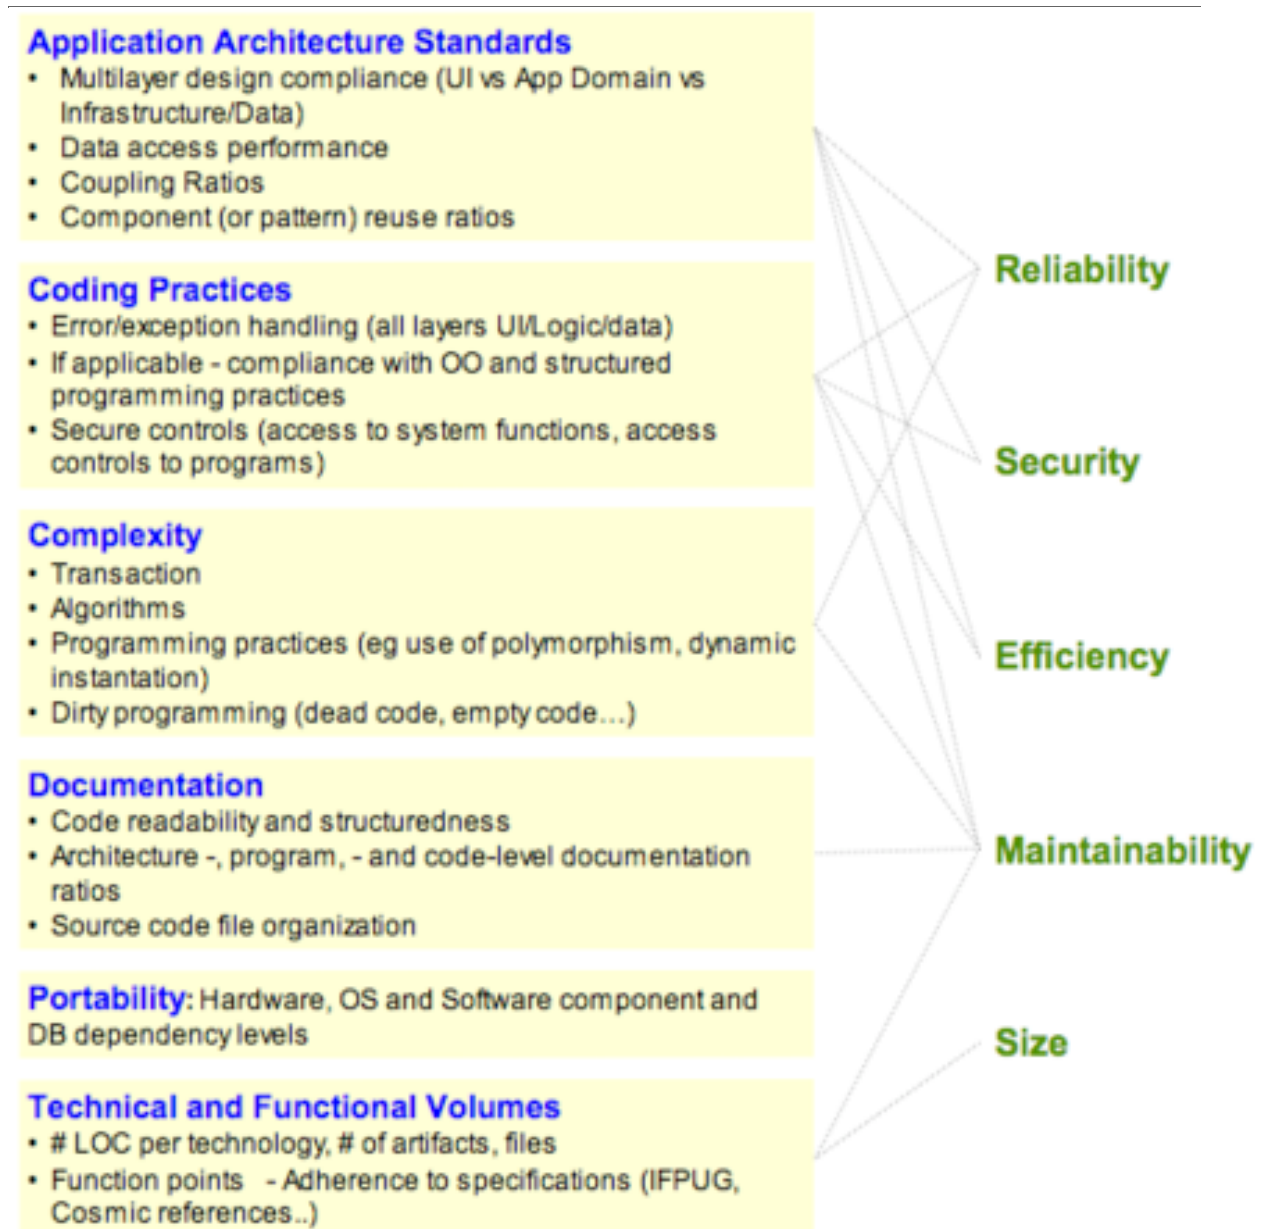 Application Architecture Standards
• Multilayer design compliance (UI vs App Domain vs
Infrastructure/Data)
• Data access performance
• Coupling Ratios
• Component (or pattern) reuse ratios
Coding Practices
• Error/exception handling (all layers UI/Logic/data)
• If applicable - compliance with OO and structured
programming practices
• Secure controls (access to system functions, access
controls to programs)
Complexity
• Transaction
• Algorithms
• Programming practices (eg use of polymorphism, dynamic
instantation)
• Dirty programming (dead code, empty code…)
Documentation
• Code readability and structuredness
• Architecture -, program, - and code-level documentation
ratios
• Source code file organization
Portability: Hardware, OS and Software component and
DB dependency levels
Technical and Functional Volumes
• # LOC per technology, # of artifacts, files
• Function points - Adherence to specifications (IFPUG,
Cosmic references..)
Reliability
Security
Efficiency
Maintainability
Size